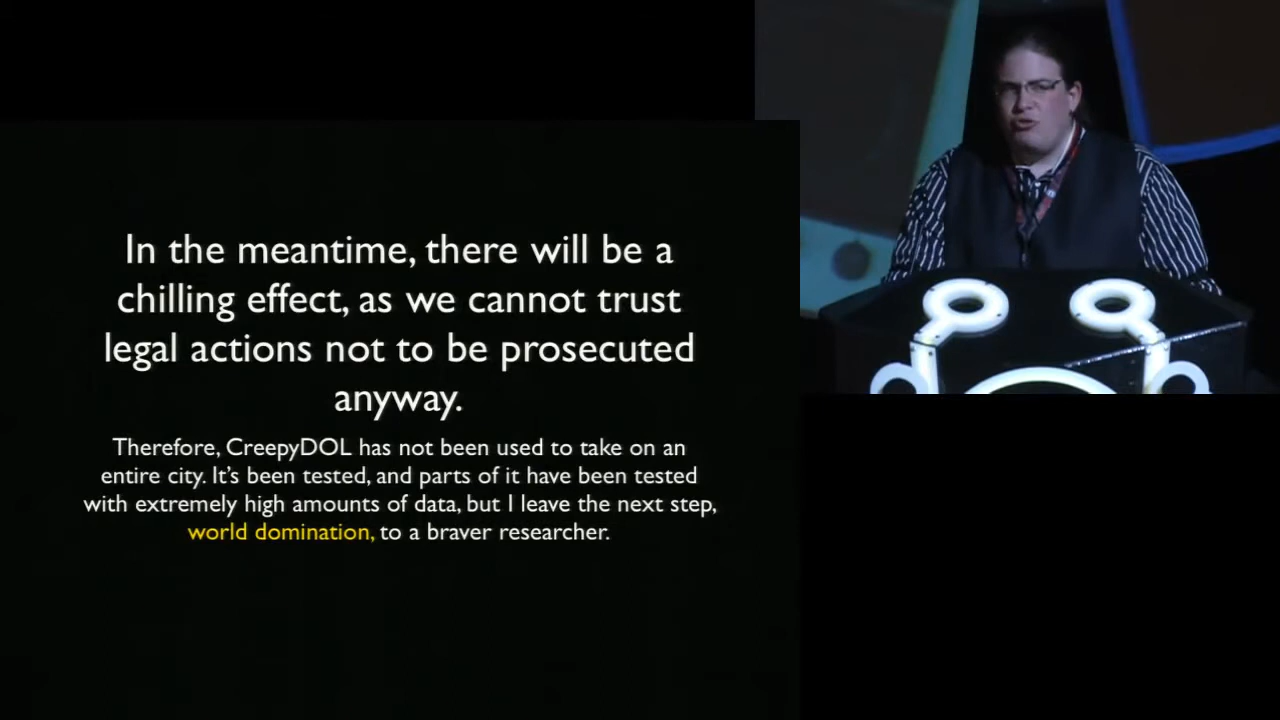 In the meantime, there will be a
chilling effect, as we cannot trust
legal actions not to be prosecuted
anyway.
Therefore, CreepyDOL has not been used to take on an
entire city. It's been tested, and parts of it have been tested
with extremely high amounts of data, but I leave the next step,
world domination, to a braver researcher.